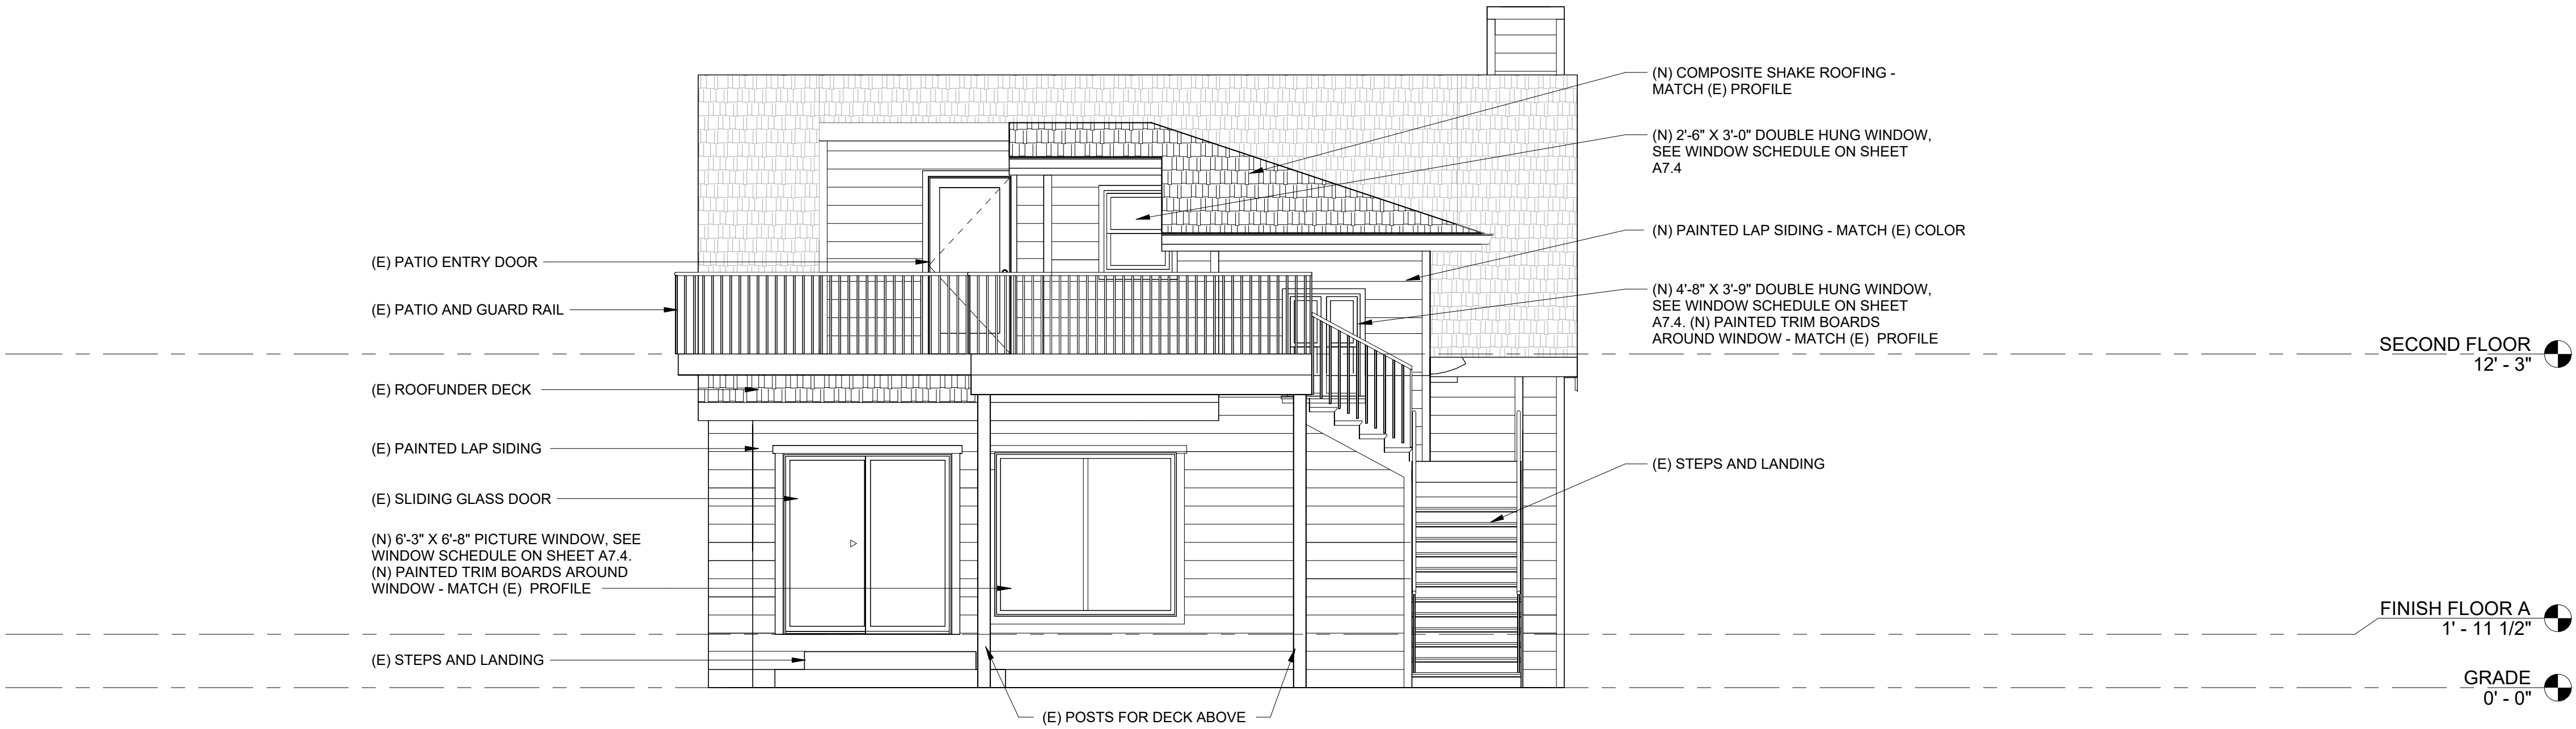 (N) COMPOSITE SHAKE ROOFING -
MATCH (E) PROFILE
(N) 2'-6" X 3'-0" DOUBLE HUNG WINDOW,
SEE WINDOW SCHEDULE ON SHEET
A7.4
(N) PAINTED LAP SIDING - MATCH (E) COLOR
(E) PATIO ENTRY DOOR
(E) PATIO AND GUARD RAIL
(N) 4'-8" X 3'-9" DOUBLE HUNG WINDOW,
SEE WINDOW SCHEDULE ON SHEET
A7.4. (N) PAINTED TRIM BOARDS
AROUND WINDOW - MATCH (E)  PROFILE
SECOND FLOOR
12' - 3"
(E) ROOFUNDER DECK
(E) PAINTED LAP SIDING
(E) STEPS AND LANDING
(E) SLIDING GLASS DOOR
(N) 6'-3" X 6'-8" PICTURE WINDOW, SEE
WINDOW SCHEDULE ON SHEET A7.4.
(N) PAINTED TRIM BOARDS AROUND
WINDOW - MATCH (E)  PROFILE
FINISH FLOOR A
1' - 11 1/2"
(E) STEPS AND LANDING
GRADE
0' - 0"
(E) POSTS FOR DECK ABOVE